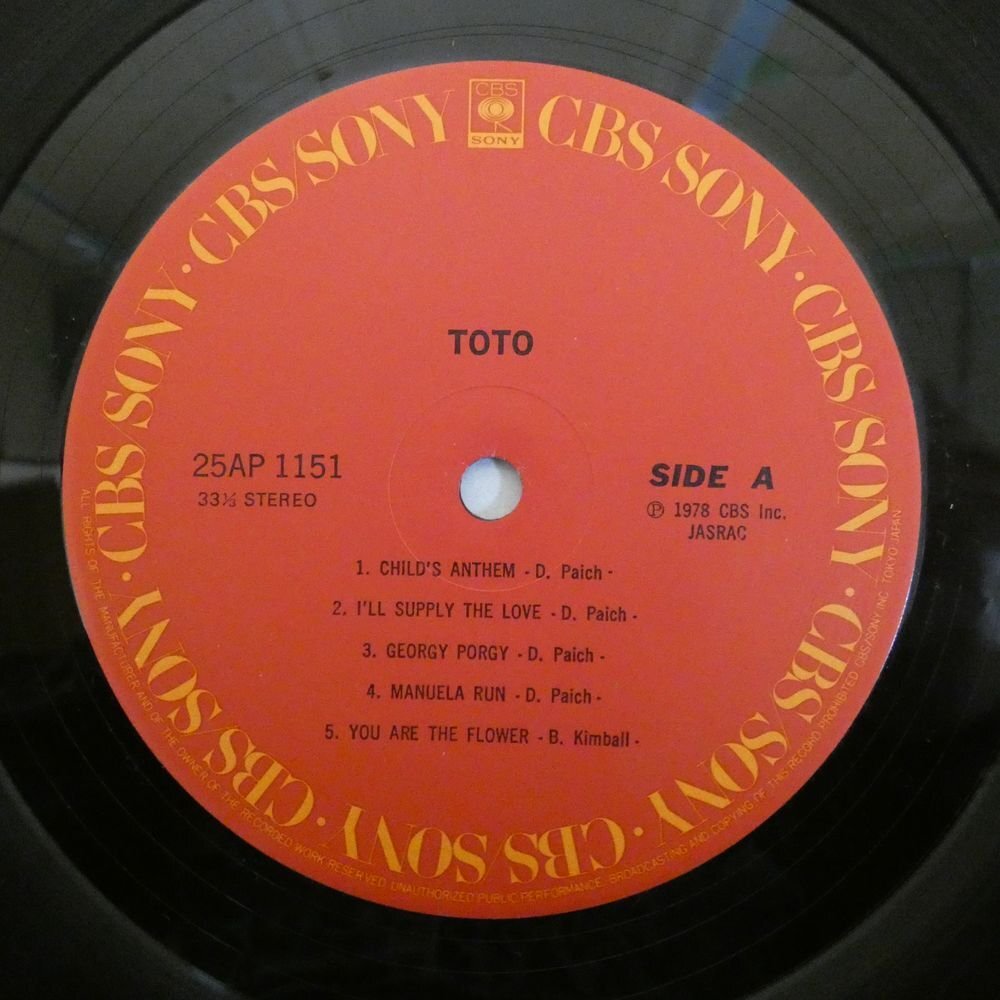 CBS
SONY
CBS/SONY · CBS/SONY · CBS/SONY · CBS/SONY · CBS/SONY · CBS/SONY · CBS/SONY · CBS/SONY
TOTO
25AP 1151
33⅓ STEREO
SIDE A
Ⓟ 1978 CBS Inc.
JASRAC
1. CHILD'S ANTHEM - D. Paich -
2. I'LL SUPPLY THE LOVE - D. Paich -
3. GEORGY PORGY - D. Paich -
4. MANUELA RUN - D. Paich -
5. YOU ARE THE FLOWER - B. Kimball -
ALL RIGHTS OF THE MANUFACTURER AND OF THE OWNER OF THE RECORDED WORK RESERVED. UNAUTHORIZED PUBLIC PERFORMANCE, BROADCASTING AND COPYING OF THIS RECORD PROHIBITED CBS/SONY INC. TOKYO JAPAN